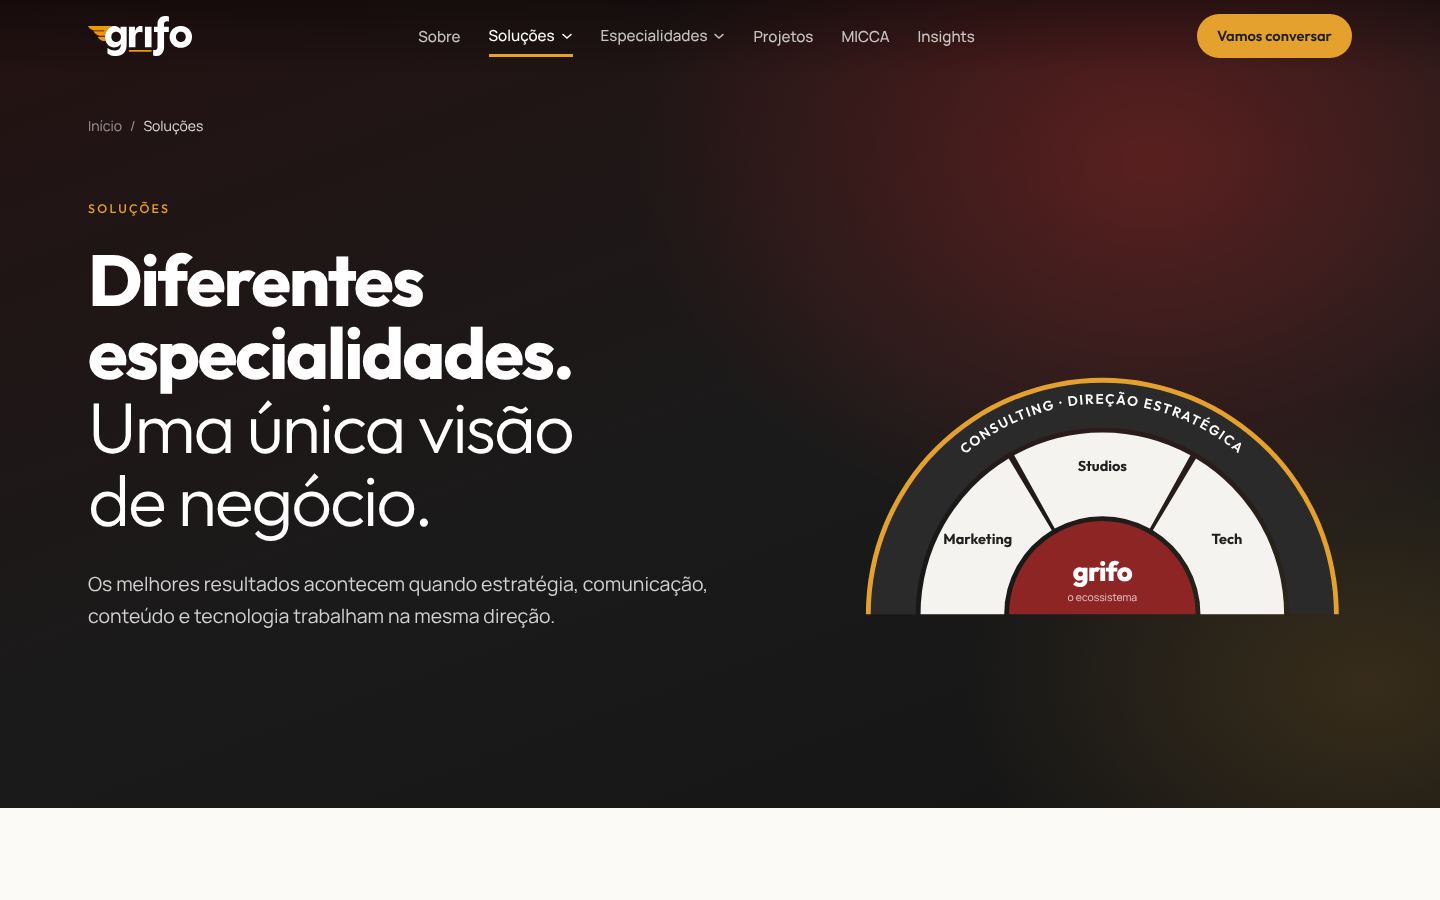 grifo
Sobre
Soluções
Especialidades
Projetos
MICCA
Insights
Vamos conversar
Início / Soluções
SOLUÇÕES
Diferentes
especialidades.
Uma única visão
de negócio.
Os melhores resultados acontecem quando estratégia, comunicação,
conteúdo e tecnologia trabalham na mesma direção.
CONSULTING · DIREÇÃO ESTRATÉGICA
Studios
Marketing
Tech
grifo
o ecossistema